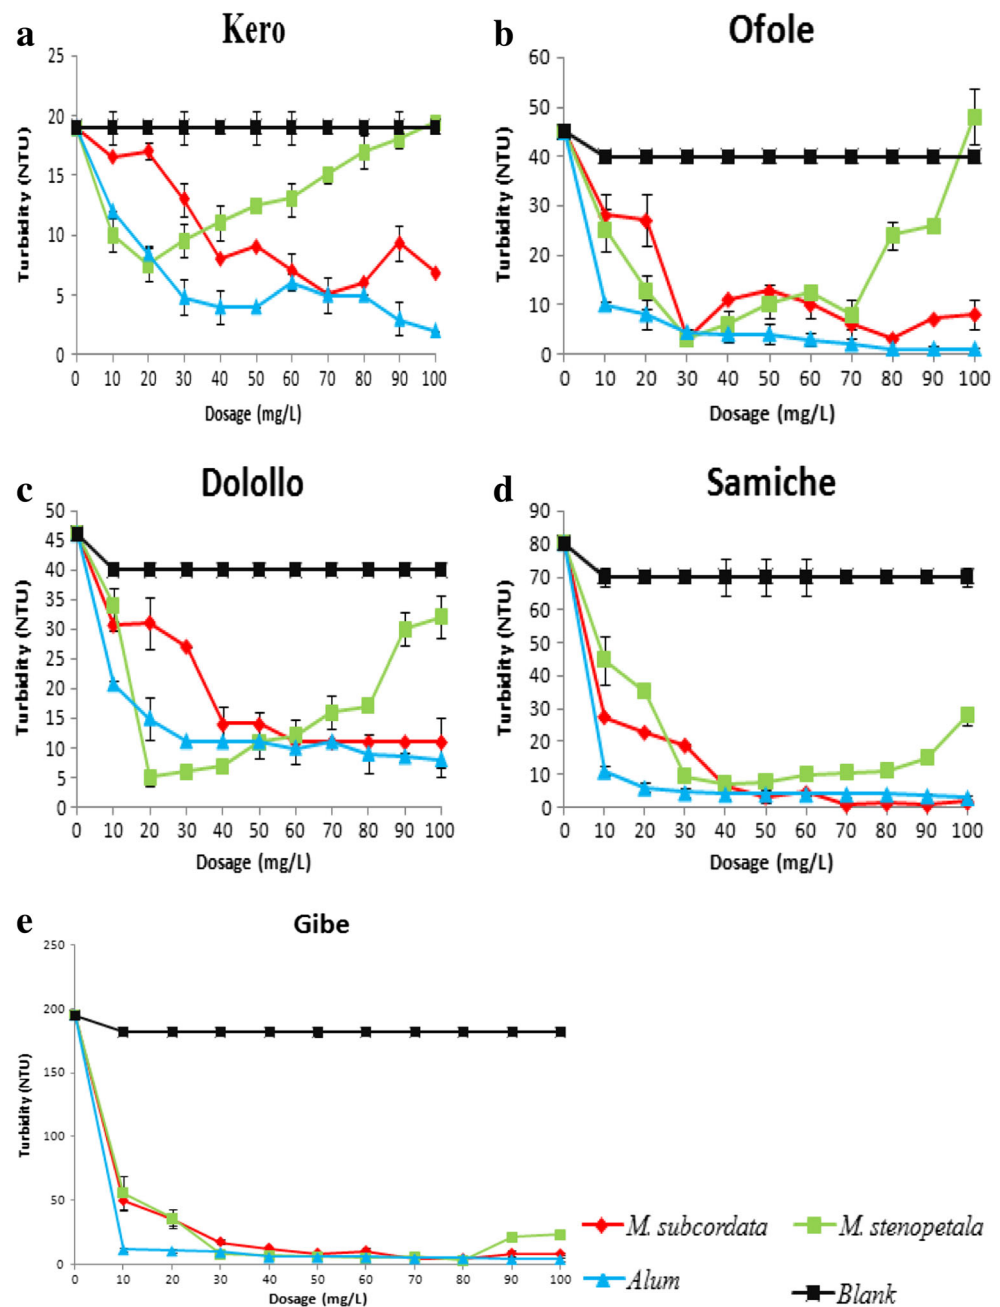 a Kero
25
20
15
10
5
0
Turbidity (NTU)
0 10 20 30 40 50 60 70 80 90 100
Dosage (mg/L)
b Ofole
60
50
40
30
20
10
0
Turbidity (NTU)
0 10 20 30 40 50 60 70 80 90 100
Dosage (mg/L)
c Dolollo
50
45
40
35
30
25
20
15
10
5
0
Turbidity (NTU)
0 10 20 30 40 50 60 70 80 90 100
Dosage (mg/L)
d Samiche
90
80
70
60
50
40
30
20
10
0
Turbidity (NTU)
0 10 20 30 40 50 60 70 80 90 100
Dosage (mg/L)
e Gibe
250
200
150
100
50
0
Turbidity (NTU)
0 10 20 30 40 50 60 70 80 90 100
Dosage (mg/L)
M. subcordata M. stenopetala
Alum Blank